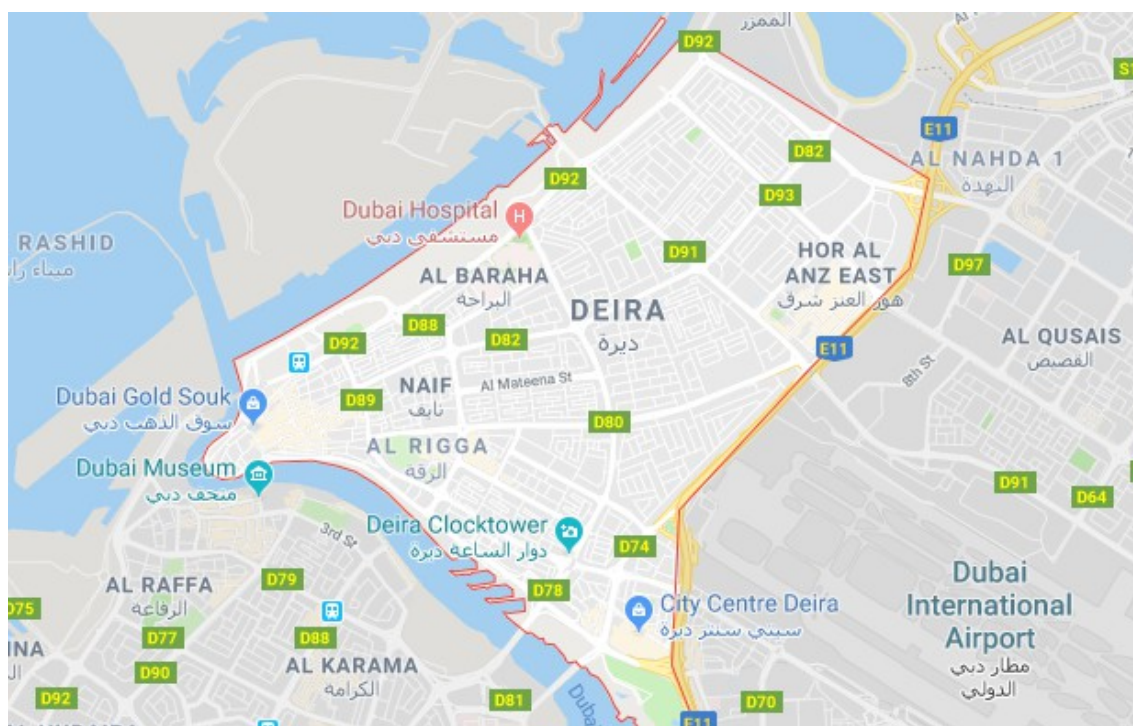 الممزر
D92
E11
D82
AL NAHDA 1
النهدة
D92
D93
Dubai Hospital
مستشفى دبي
RASHID
AL BARAHA
البراحة
D91
HOR AL
ANZ EAST
هور العنز شرق
D97
DEIRA
ديرة
D88
D92
D82
E11
AL QUSAIS
القصيص
8th St
NAIF
نايف
Al Mateena St
Dubai Gold Souk
سوق الذهب دبي
D89
D80
AL RIGGA
الرقة
Dubai Museum
متحف دبي
D91
D64
3rd St
Deira Clocktower
دوار الساعة ديرة
D74
D79
AL RAFFA
الرفاعة
D78
D75
D88
D77
City Centre Deira
سيتي سنتر ديرة
Dubai
International
Airport
مطار دبي
الدولي
AL KARAMA
الكرامة
D90
D92
D81
D70
E11